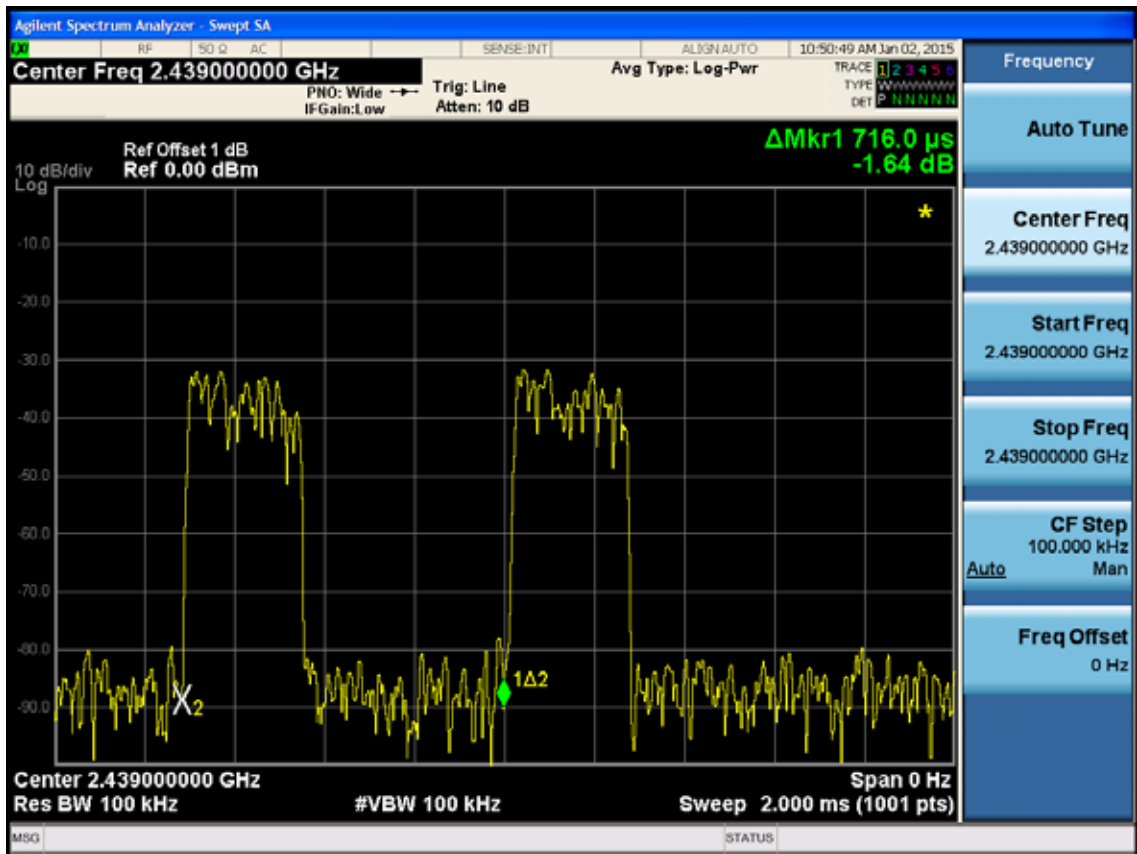 Agilent Spectrum Analyzer - Swept SA
RF 50 Ω AC SENSE:INT ALIGN AUTO 10:50:49 AM Jan 02, 2015
Center Freq 2.439000000 GHz
PNO: Wide
IFGain:Low
Trig: Line
Atten: 10 dB
Avg Type: Log-Pwr
TRACE 1 2 3 4 5 6
TYPE W
DET P N N N N N
Ref Offset 1 dB
10 dB/div Ref 0.00 dBm
Log
ΔMkr1 716.0 µs
-1.64 dB
*
-10.0
-20.0
-30.0
-40.0
-50.0
-60.0
-70.0
-80.0
-90.0
X2
1Δ2
Center 2.439000000 GHz Span 0 Hz
Res BW 100 kHz #VBW 100 kHz Sweep 2.000 ms (1001 pts)
MSG STATUS
Frequency
Auto Tune
Center Freq
2.439000000 GHz
Start Freq
2.439000000 GHz
Stop Freq
2.439000000 GHz
CF Step
100.000 kHz
Auto Man
Freq Offset
0 Hz